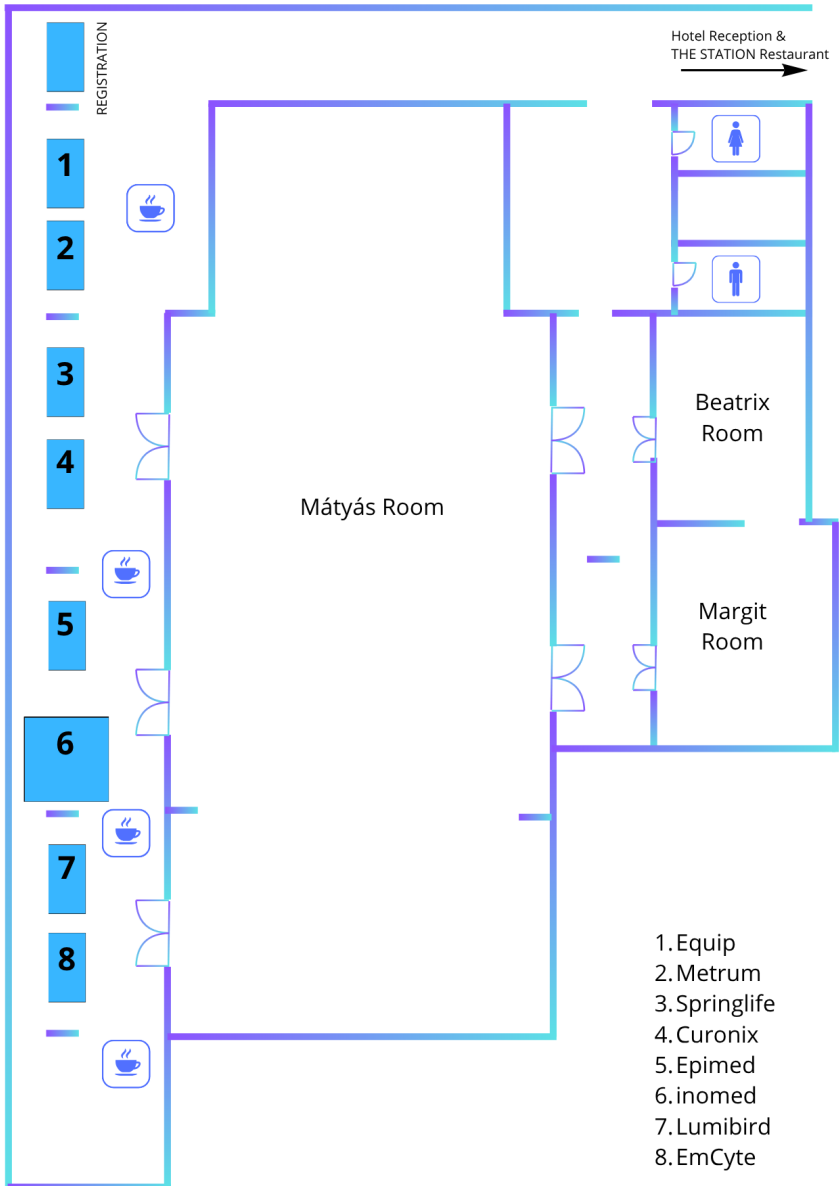 Hotel Reception &
THE STATION Restaurant
REGISTRATION
1
2
3
4
5
6
7
8
Beatrix
Room
Mátyás Room
Margit
Room
1. Equip
2. Metrum
3. Springlife
4. Curonix
5. Epimed
6. inomed
7. Lumibird
8. EmCyte